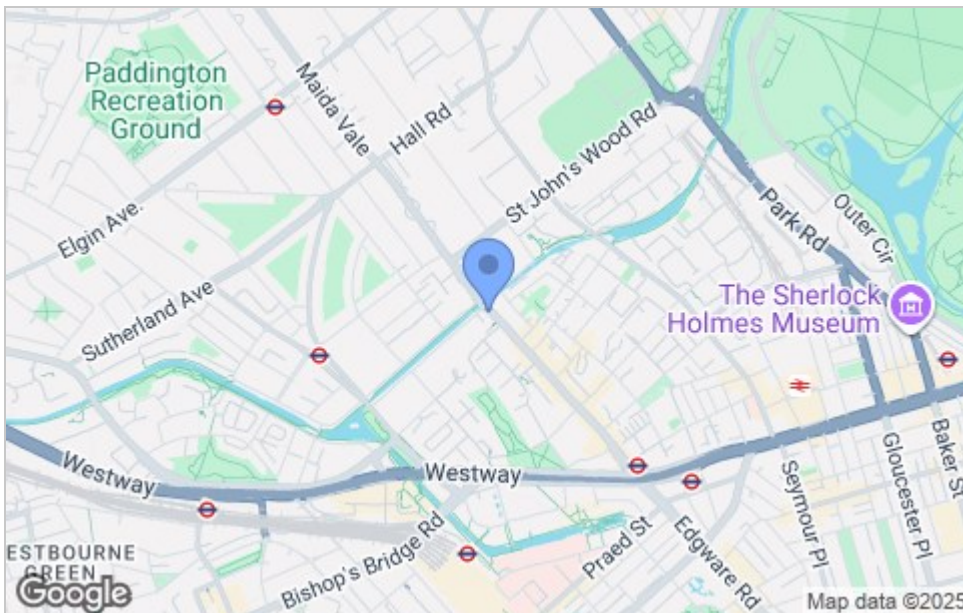 Paddington
Recreation
Ground
Maida Vale
Hall Rd
St John's Wood Rd
Park Rd
Outer Cir
Elgin Ave.
Sutherland Ave
The Sherlock
Holmes Museum
Westway
Westway
Edgware Rd
Praed St
Bishop's Bridge Rd
Seymour Pl
Gloucester Pl
Baker St
ESTBOURNE
GREEN
Google
Map data ©2025